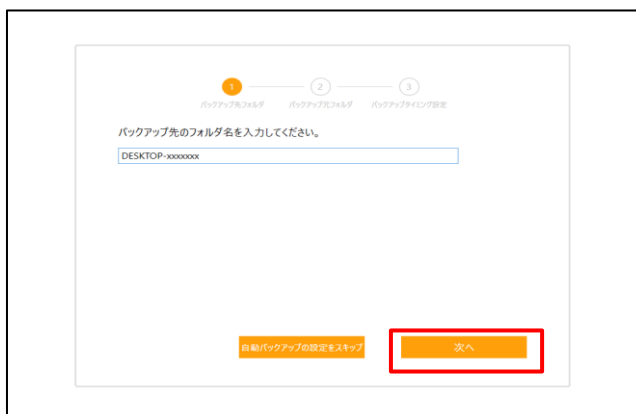 1 2 3
バックアップ先フォルダ バックアップ元フォルダ バックアップタイミング設定
バックアップ先のフォルダ名を入力してください。
DESKTOP-xxxxxxx
自動バックアップの設定をスキップ 次へ